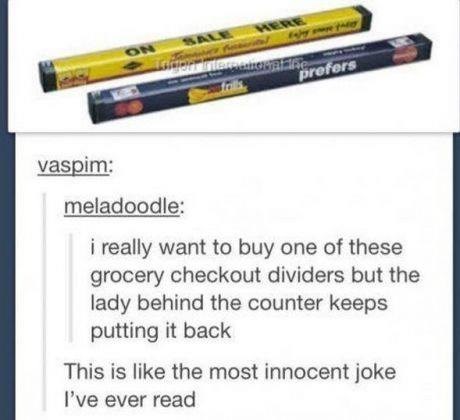 ON SALE HERE
prefers
vaspim:
meladoodle:
i really want to buy one of these
grocery checkout dividers but the
lady behind the counter keeps
putting it back
This is like the most innocent joke
I've ever read